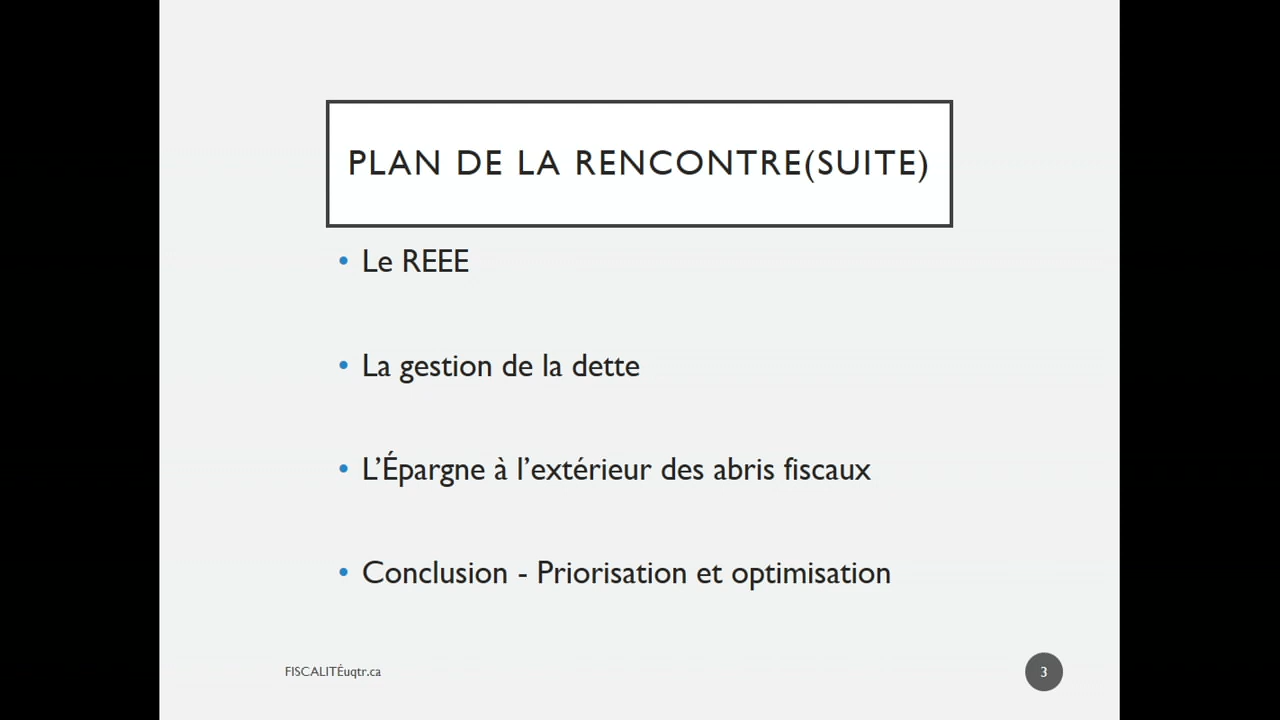 PLAN DE LA RENCONTRE(SUITE)
• Le REEE
• La gestion de la dette
• L’Épargne à l’extérieur des abris fiscaux
• Conclusion - Priorisation et optimisation
FISCALITÉuqtr.ca
3